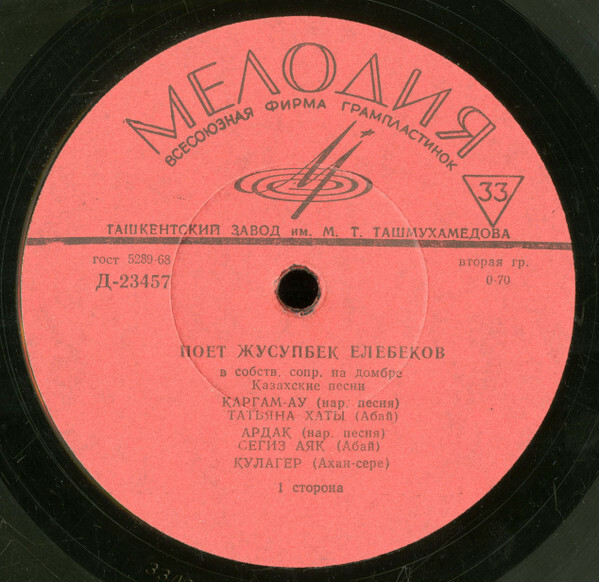 МЕЛОДИЯ
ВСЕСОЮЗНАЯ ФИРМА ГРАМПЛАСТИНОК
33
ТАШКЕНТСКИЙ ЗАВОД им. М. Т. ТАШМУХАМЕДОВА
гост 5289-68
вторая гр.
Д-23457
0-70
ПОЕТ ЖУСУПБЕК ЕЛЕБЕКОВ
в собств. сопр. на домбре
Казахские песни
ҚАРГАМ-АУ (нар. песня)
ТАТЬЯНА ХАТЫ (Абай)
АРДАҚ (нар. песня)
СЕГИЗ АЯҚ (Абай)
ҚУЛАГЕР (Ахан-сере)
1 сторона